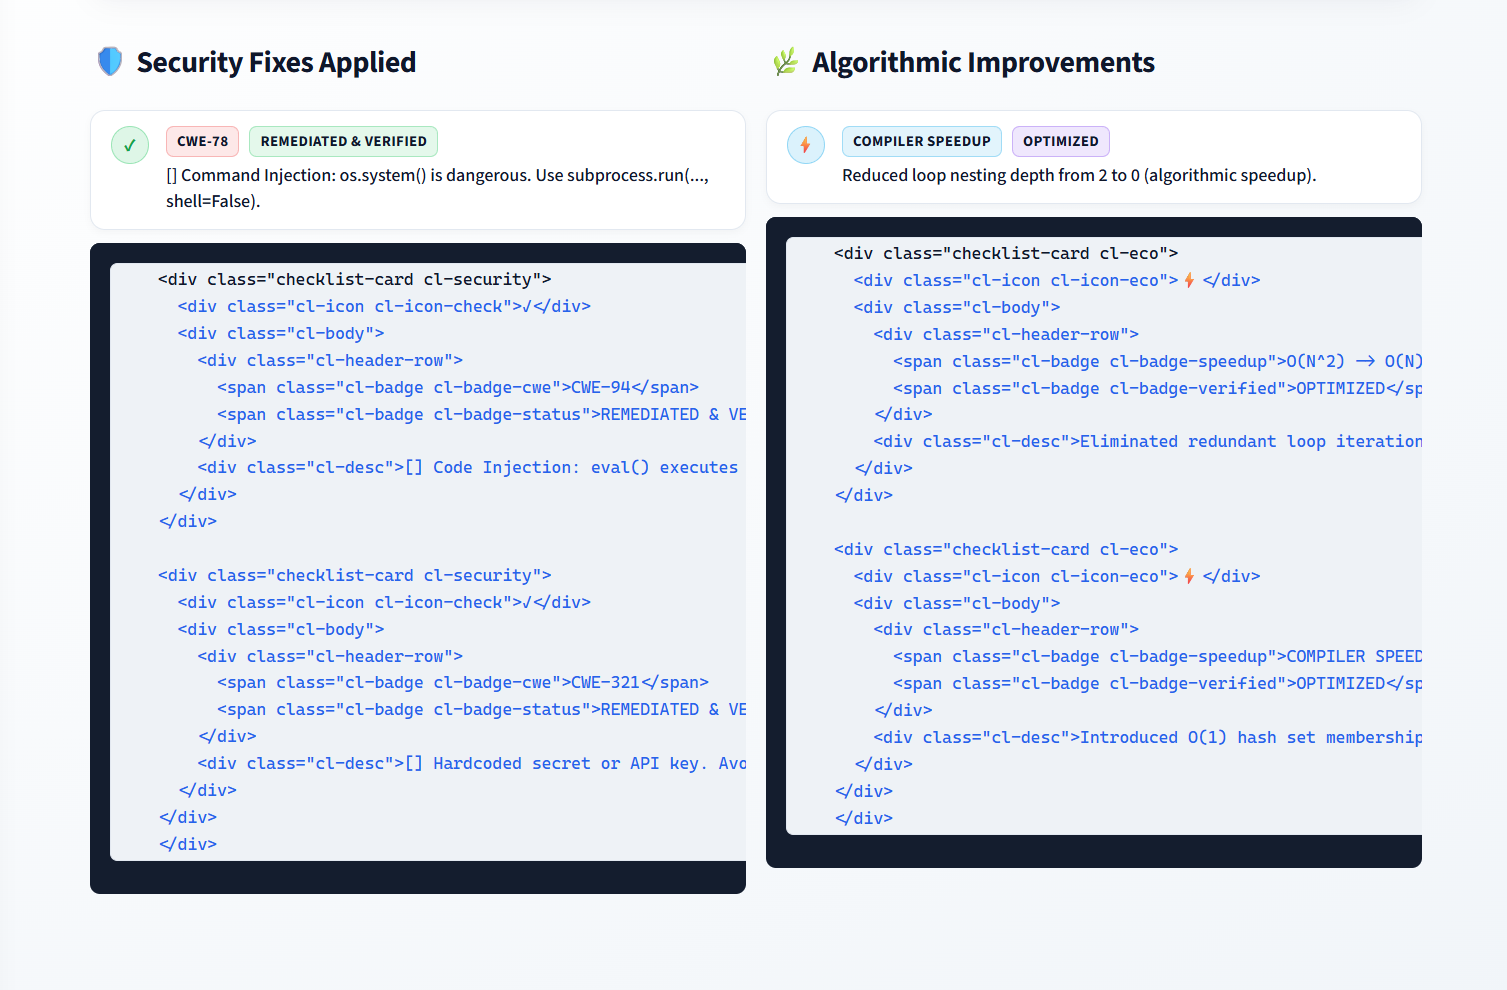 🛡️ Security Fixes Applied
✓ CWE-78 REMEDIATED & VERIFIED
[] Command Injection: os.system() is dangerous. Use subprocess.run(...,
shell=False).
<div class="checklist-card cl-security">
<div class="cl-icon cl-icon-check">✓</div>
<div class="cl-body">
<div class="cl-header-row">
<span class="cl-badge cl-badge-cwe">CWE-94</span>
<span class="cl-badge cl-badge-status">REMEDIATED & VE
</div>
<div class="cl-desc">[] Code Injection: eval() executes
</div>
</div>
<div class="checklist-card cl-security">
<div class="cl-icon cl-icon-check">✓</div>
<div class="cl-body">
<div class="cl-header-row">
<span class="cl-badge cl-badge-cwe">CWE-321</span>
<span class="cl-badge cl-badge-status">REMEDIATED & VE
</div>
<div class="cl-desc">[] Hardcoded secret or API key. Avo
</div>
</div>
</div>
🌿 Algorithmic Improvements
⚡ COMPILER SPEEDUP OPTIMIZED
Reduced loop nesting depth from 2 to 0 (algorithmic speedup).
<div class="checklist-card cl-eco">
<div class="cl-icon cl-icon-eco">⚡</div>
<div class="cl-body">
<div class="cl-header-row">
<span class="cl-badge cl-badge-speedup">O(N^2) -> O(N)
<span class="cl-badge cl-badge-verified">OPTIMIZED</sp
</div>
<div class="cl-desc">Eliminated redundant loop iteration
</div>
</div>
<div class="checklist-card cl-eco">
<div class="cl-icon cl-icon-eco">⚡</div>
<div class="cl-body">
<div class="cl-header-row">
<span class="cl-badge cl-badge-speedup">COMPILER SPEED
<span class="cl-badge cl-badge-verified">OPTIMIZED</sp
</div>
<div class="cl-desc">Introduced O(1) hash set membership
</div>
</div>
</div>